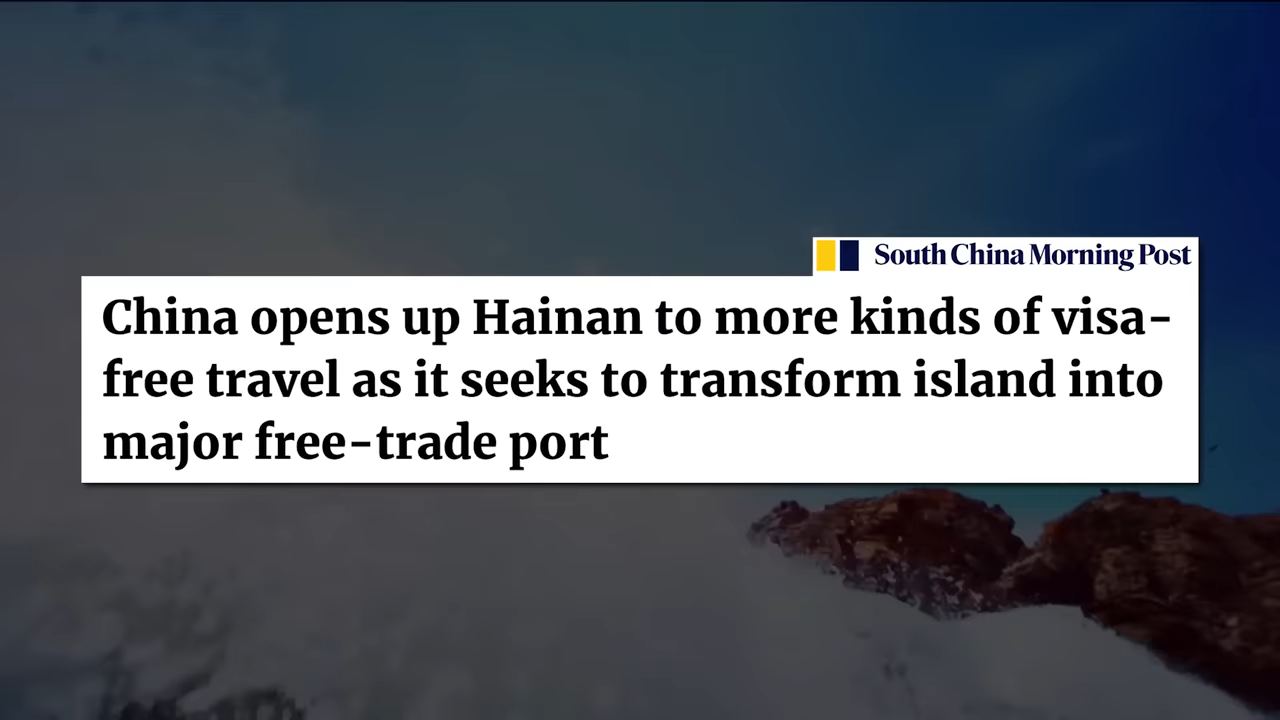 South China Morning Post
China opens up Hainan to more kinds of visa-
free travel as it seeks to transform island into
major free-trade port